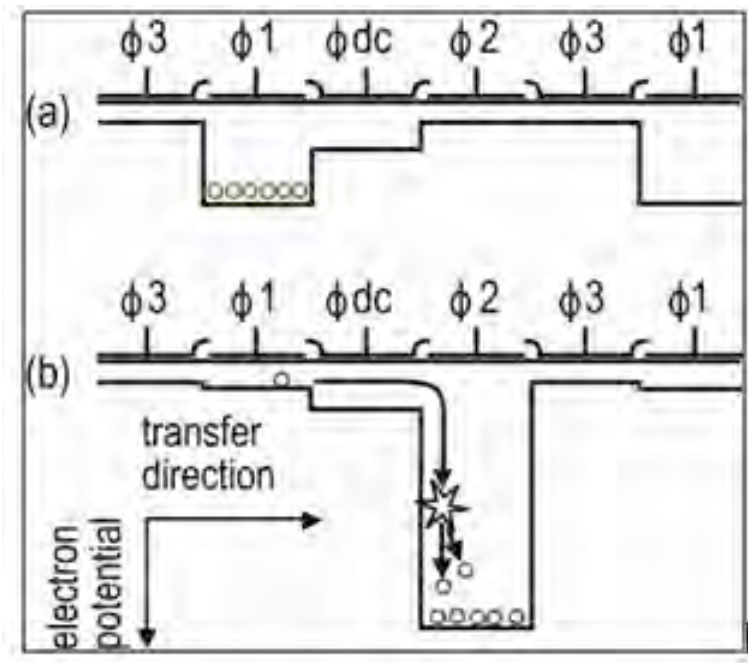 ϕ3 ϕ1 ϕdc ϕ2 ϕ3 ϕ1
(a)
ϕ3 ϕ1 ϕdc ϕ2 ϕ3 ϕ1
(b)
transfer
direction
electron
potential